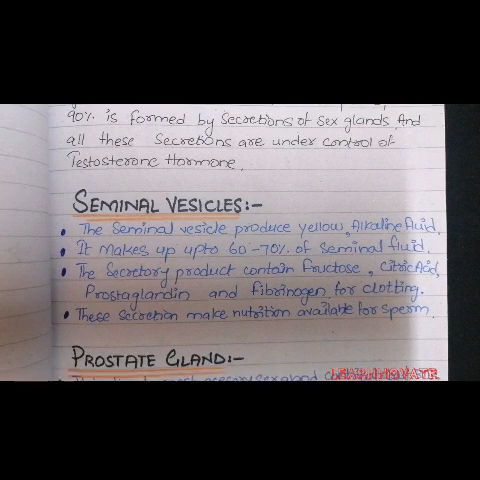 90% is formed by Secretions of Sex glands. And
all these Secretions are under control of
Testosterone Hormone.
SEMINAL VESICLES:-
• The Seminal vesicle produce yellow, Alkaline fluid.
• It Makes up upto 60-70% of Seminal fluid.
• The Secretory product contain fructose, Citric Acid,
Prostaglandin and Fibrinogen for clotting.
• These Secretion make nutrition available for sperm.
PROSTATE GLAND:-